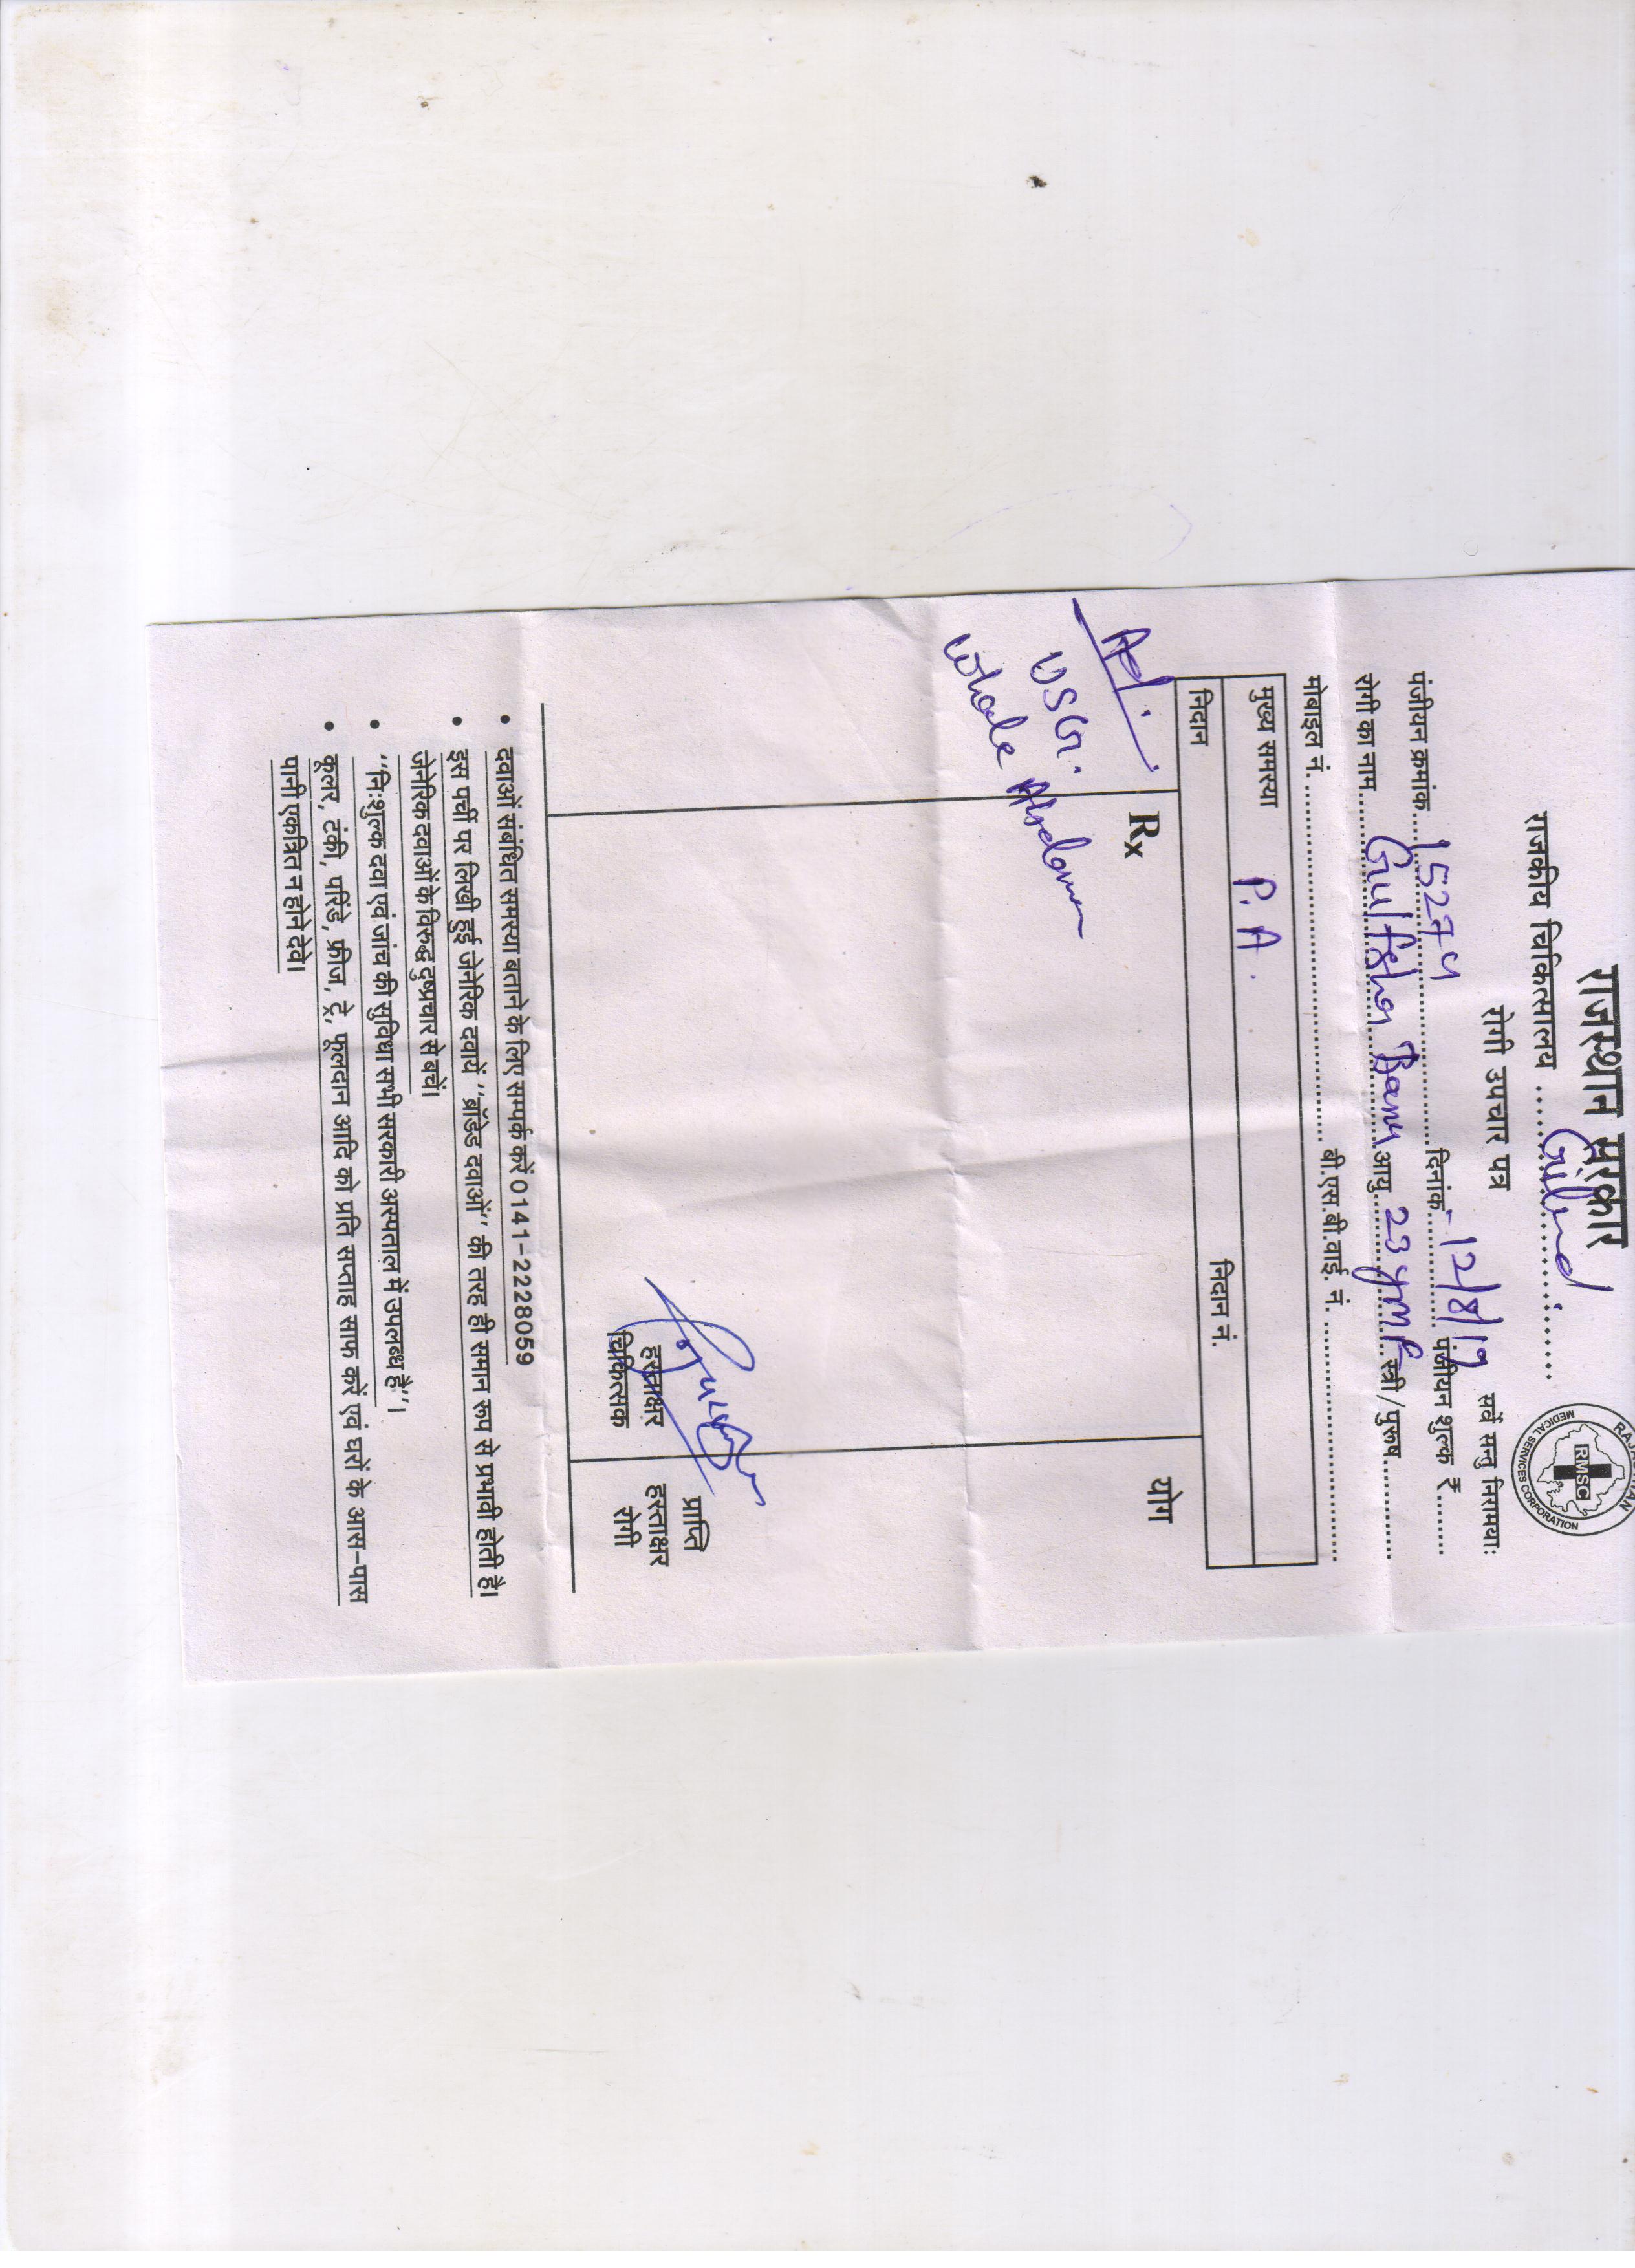 राजस्थान सरकार
राजकीय चिकित्सालय ....................
रोगी उपचार पत्र
RAJASTHAN MEDICAL SERVICES CORPORATION
RMSC
सर्वे सन्तु निरामयाः
पंजीयन क्रमांक 15274 दिनांक - 12/8/19 पंजीयन शुल्क ₹ .......
रोगी का नाम Gulfsha Banu आयु 23 yrs F स्त्री/पुरूष
मोबाइल नं. .................... बी.एस.बी.वाई. नं. ....................
मुख्य समस्या P.A.
निदान निदान नं.
Adv. Rx योग
USG.
Whole Abdomen
चिकित्सक हस्ताक्षर
प्राप्ति
हस्ताक्षर
रोगी
• दवाओं संबंधित समस्या बताने के लिए सम्पर्क करें 0141-2228059
• इस पर्ची पर लिखी हुई जेनेरिक दवायें "ब्रॉंडेड दवाओं" की तरह ही समान रूप से प्रभावी होती है।
जेनेरिक दवाओं के विरुद्ध दुष्प्रचार से बचें।
• "निःशुल्क दवा एवं जांच की सुविधा सभी सरकारी अस्पताल में उपलब्ध है"।
• कूलर, टंकी, परिंडे, फ्रीज, ट्रे, फूलदान आदि को प्रति सप्ताह साफ करें एवं घरों के आस-पास
पानी एकत्रित न होने देवे।